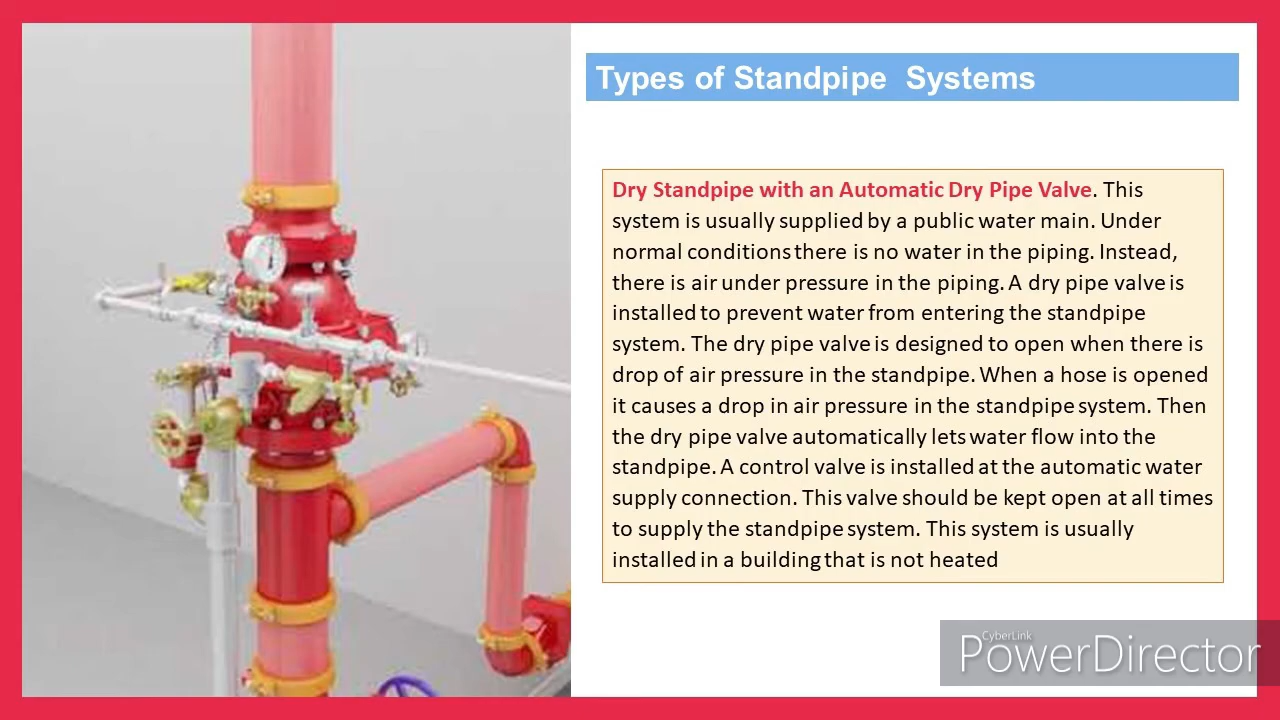 Types of Standpipe Systems
Dry Standpipe with an Automatic Dry Pipe Valve. This
system is usually supplied by a public water main. Under
normal conditions there is no water in the piping. Instead,
there is air under pressure in the piping. A dry pipe valve is
installed to prevent water from entering the standpipe
system. The dry pipe valve is designed to open when there is
drop of air pressure in the standpipe. When a hose is opened
it causes a drop in air pressure in the standpipe system. Then
the dry pipe valve automatically lets water flow into the
standpipe. A control valve is installed at the automatic water
supply connection. This valve should be kept open at all times
to supply the standpipe system. This system is usually
installed in a building that is not heated
CyberLink
PowerDirector